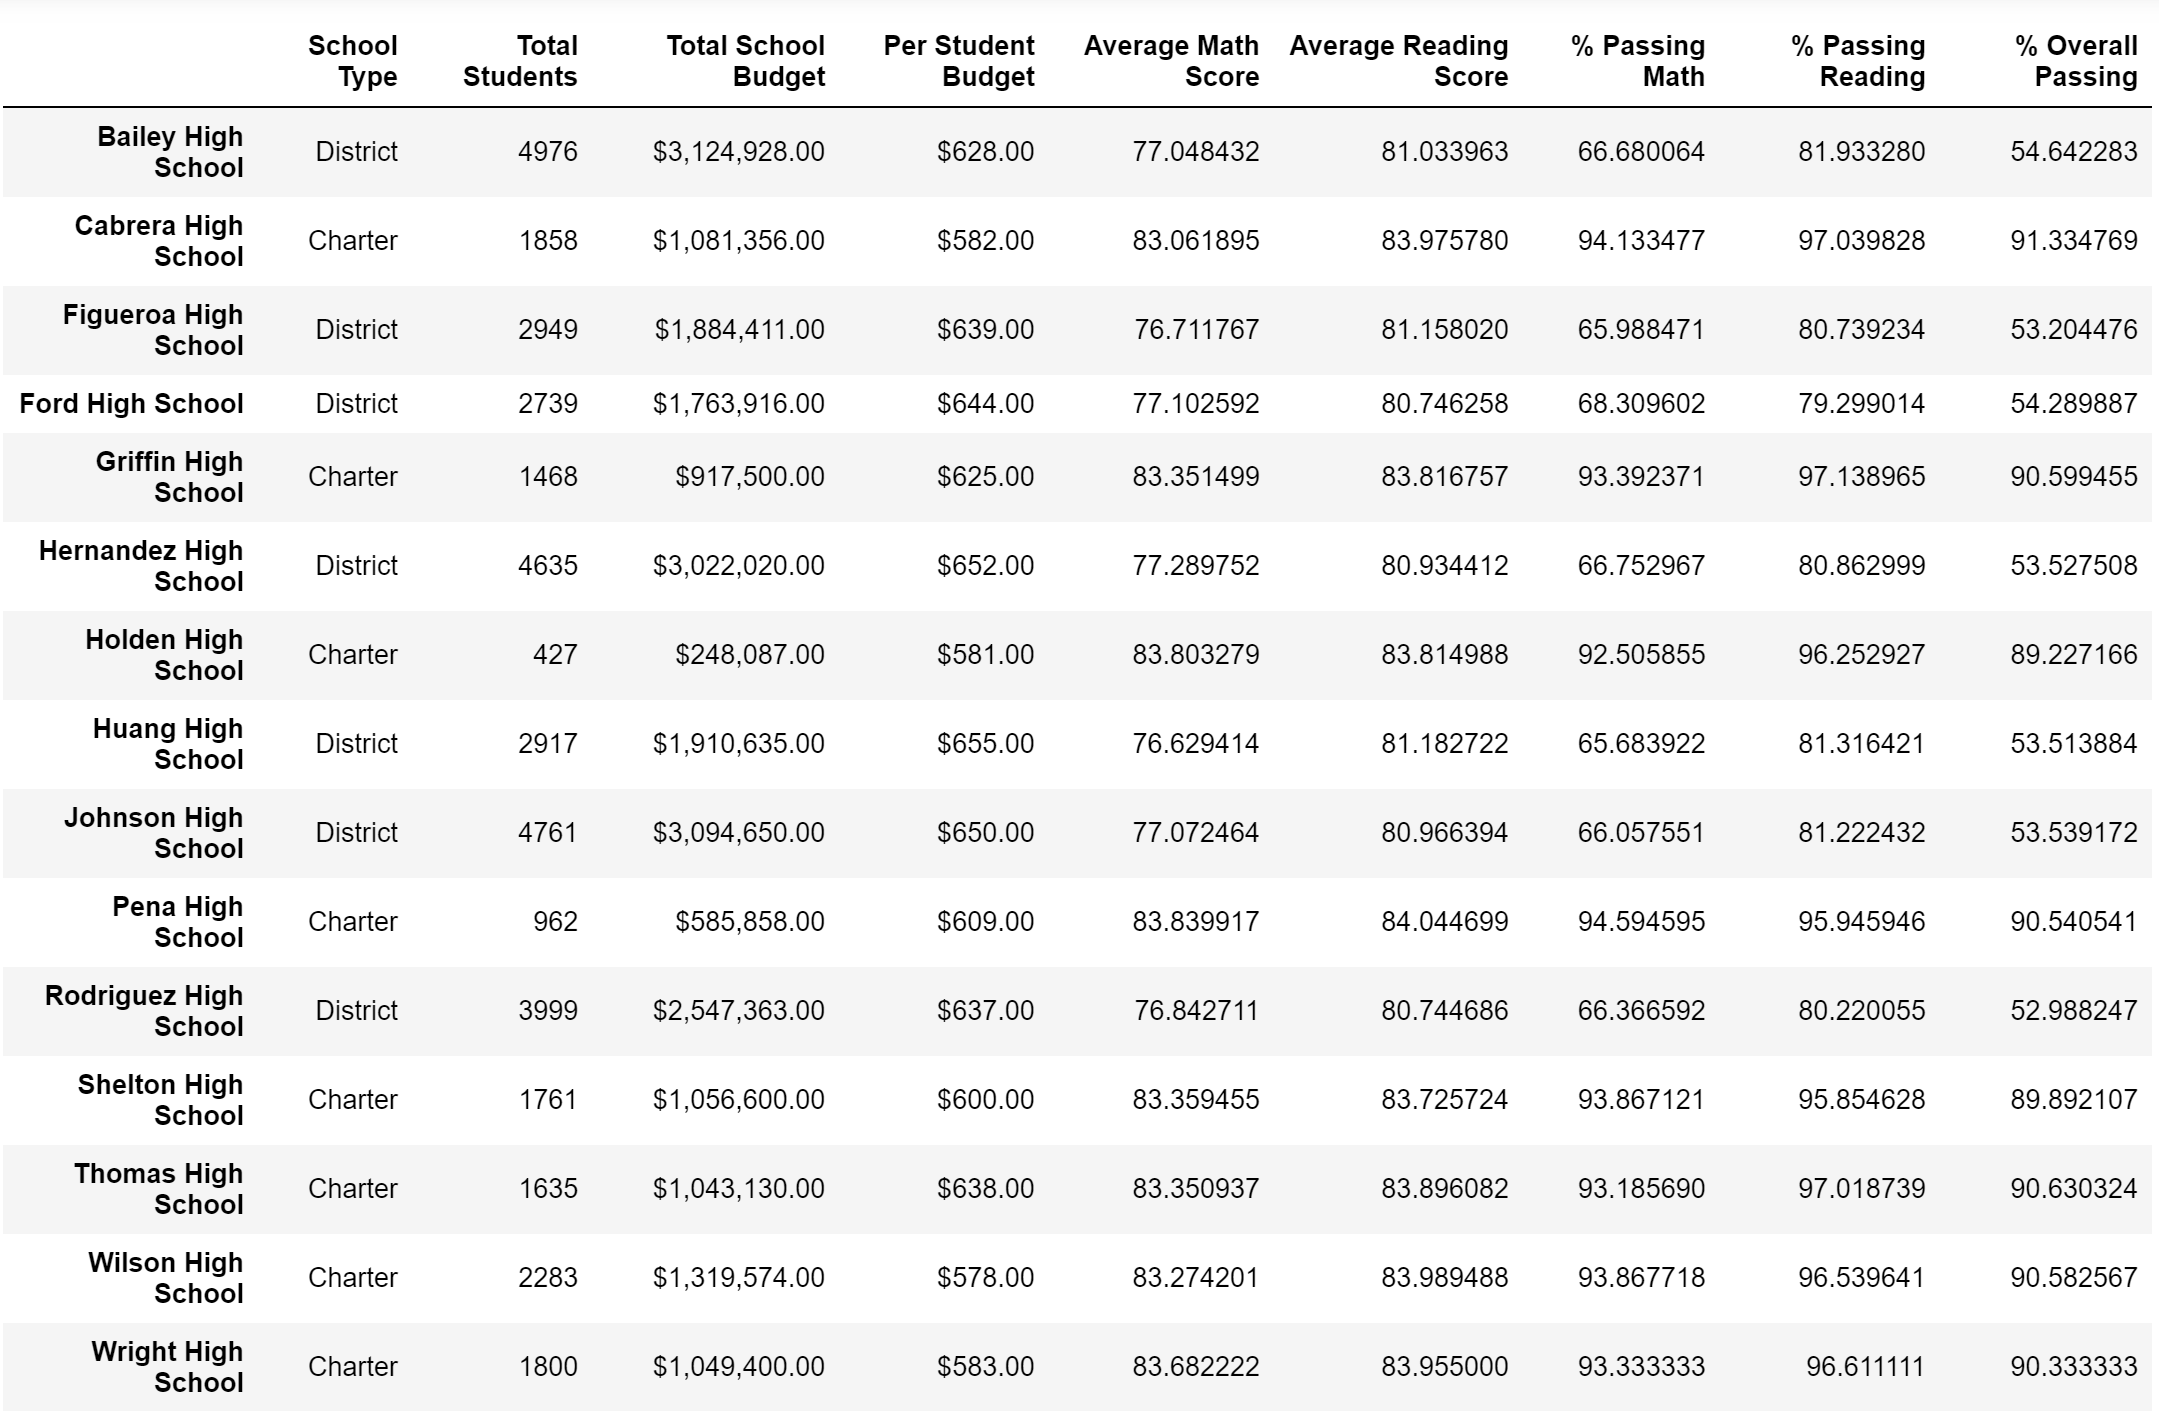 School Type Total Students Total School Budget Per Student Budget Average Math Score Average Reading Score % Passing Math % Passing Reading % Overall Passing
Bailey High School District 4976 $3,124,928.00 $628.00 77.048432 81.033963 66.680064 81.933280 54.642283
Cabrera High School Charter 1858 $1,081,356.00 $582.00 83.061895 83.975780 94.133477 97.039828 91.334769
Figueroa High School District 2949 $1,884,411.00 $639.00 76.711767 81.158020 65.988471 80.739234 53.204476
Ford High School District 2739 $1,763,916.00 $644.00 77.102592 80.746258 68.309602 79.299014 54.289887
Griffin High School Charter 1468 $917,500.00 $625.00 83.351499 83.816757 93.392371 97.138965 90.599455
Hernandez High School District 4635 $3,022,020.00 $652.00 77.289752 80.934412 66.752967 80.862999 53.527508
Holden High School Charter 427 $248,087.00 $581.00 83.803279 83.814988 92.505855 96.252927 89.227166
Huang High School District 2917 $1,910,635.00 $655.00 76.629414 81.182722 65.683922 81.316421 53.513884
Johnson High School District 4761 $3,094,650.00 $650.00 77.072464 80.966394 66.057551 81.222432 53.539172
Pena High School Charter 962 $585,858.00 $609.00 83.839917 84.044699 94.594595 95.945946 90.540541
Rodriguez High School District 3999 $2,547,363.00 $637.00 76.842711 80.744686 66.366592 80.220055 52.988247
Shelton High School Charter 1761 $1,056,600.00 $600.00 83.359455 83.725724 93.867121 95.854628 89.892107
Thomas High School Charter 1635 $1,043,130.00 $638.00 83.350937 83.896082 93.185690 97.018739 90.630324
Wilson High School Charter 2283 $1,319,574.00 $578.00 83.274201 83.989488 93.867718 96.539641 90.582567
Wright High School Charter 1800 $1,049,400.00 $583.00 83.682222 83.955000 93.333333 96.611111 90.333333